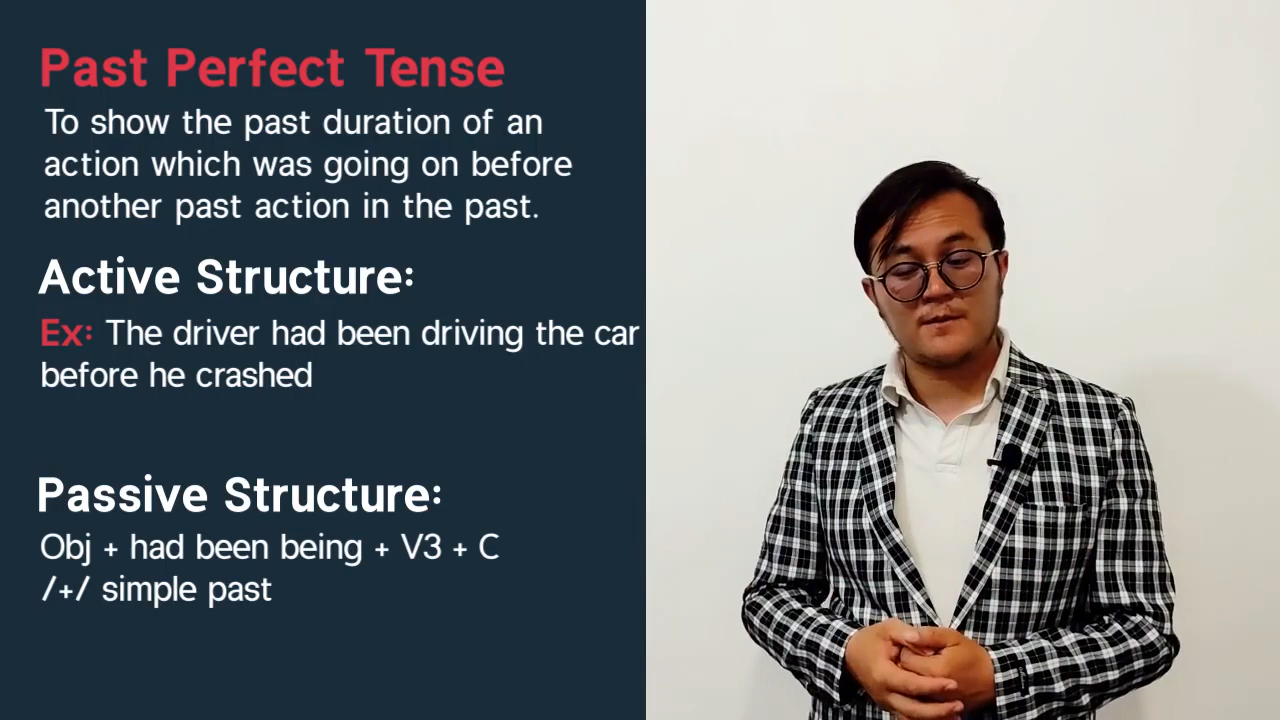 Past Perfect Tense
To show the past duration of an
action which was going on before
another past action in the past.
Active Structure:
Ex: The driver had been driving the car
before he crashed
Passive Structure:
Obj + had been being + V3 + C
/+/ simple past